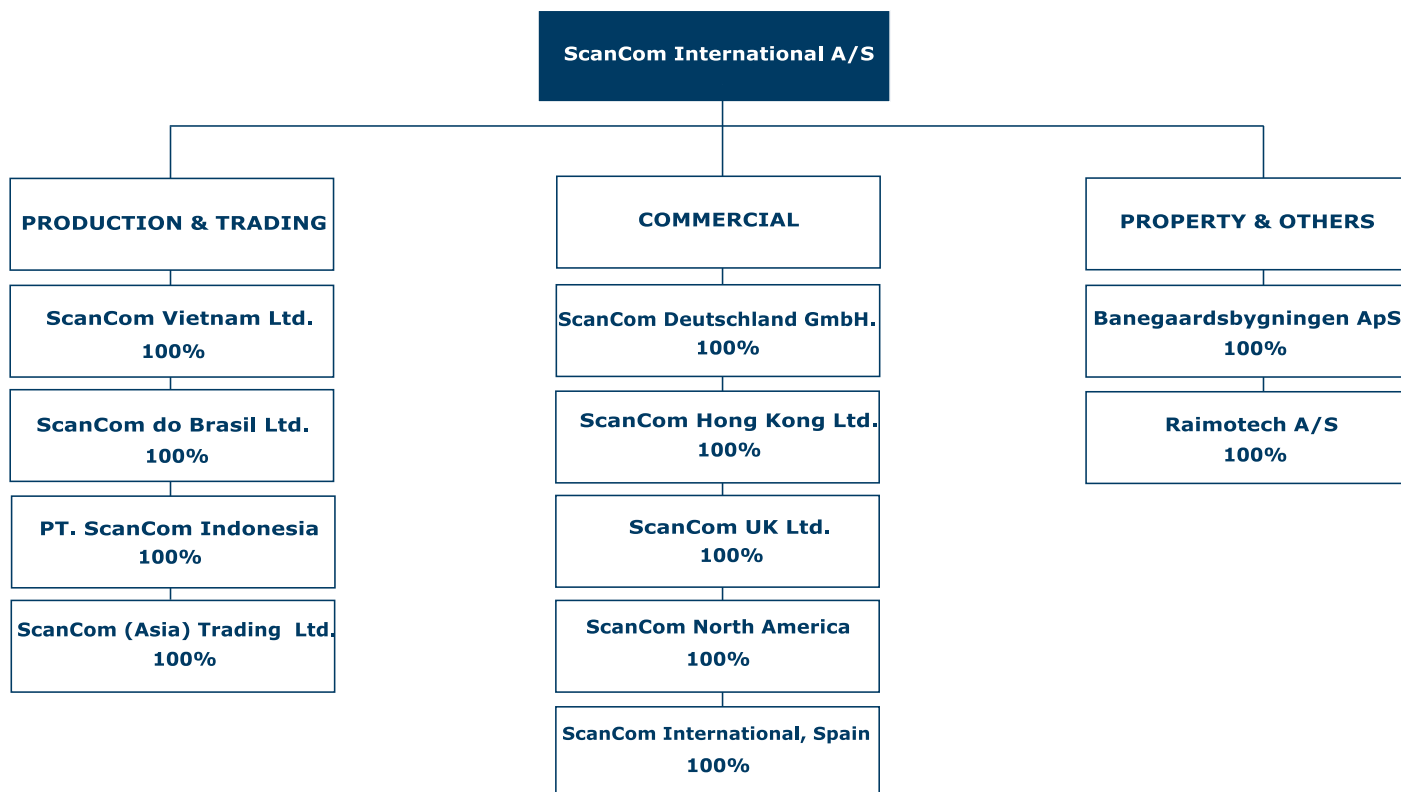 ScanCom International A/S
PRODUCTION & TRADING
ScanCom Vietnam Ltd.
100%
ScanCom do Brasil Ltd.
100%
PT. ScanCom Indonesia
100%
ScanCom (Asia) Trading  Ltd.
100%
COMMERCIAL
ScanCom Deutschland GmbH.
100%
ScanCom Hong Kong Ltd.
100%
ScanCom UK Ltd.
100%
ScanCom North America
100%
ScanCom International, Spain
100%
PROPERTY & OTHERS
Banegaardsbygningen ApS
100%
Raimotech A/S
100%